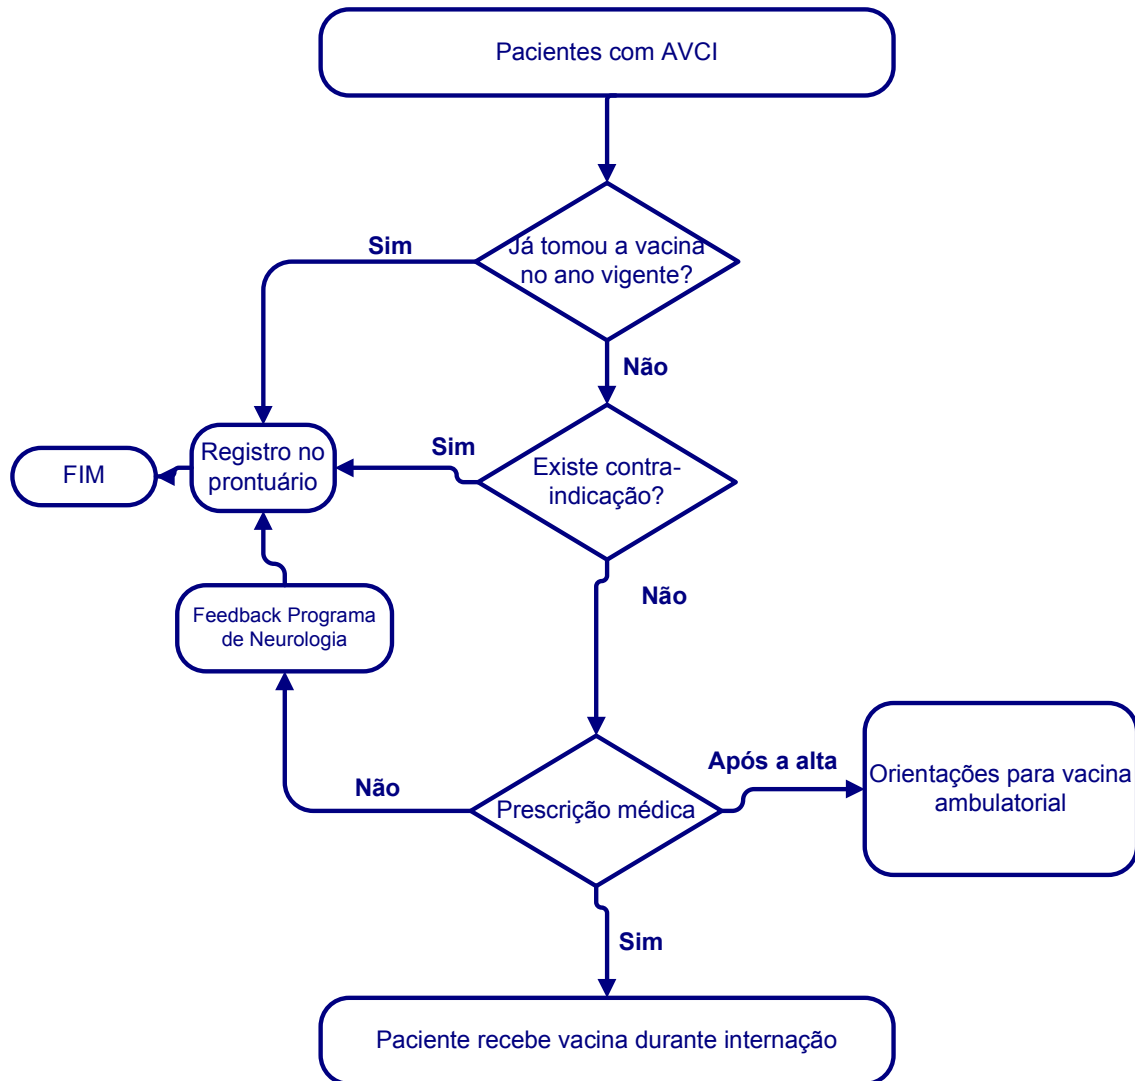 Pacientes com AVCI
Já tomou a vacina
no ano vigente?
Sim
Não
Existe contra-
indicação?
Sim
Registro no
prontuário
FIM
Não
Feedback Programa
de Neurologia
Prescrição médica
Não
Após a alta
Orientações para vacina
ambulatorial
Sim
Paciente recebe vacina durante internação